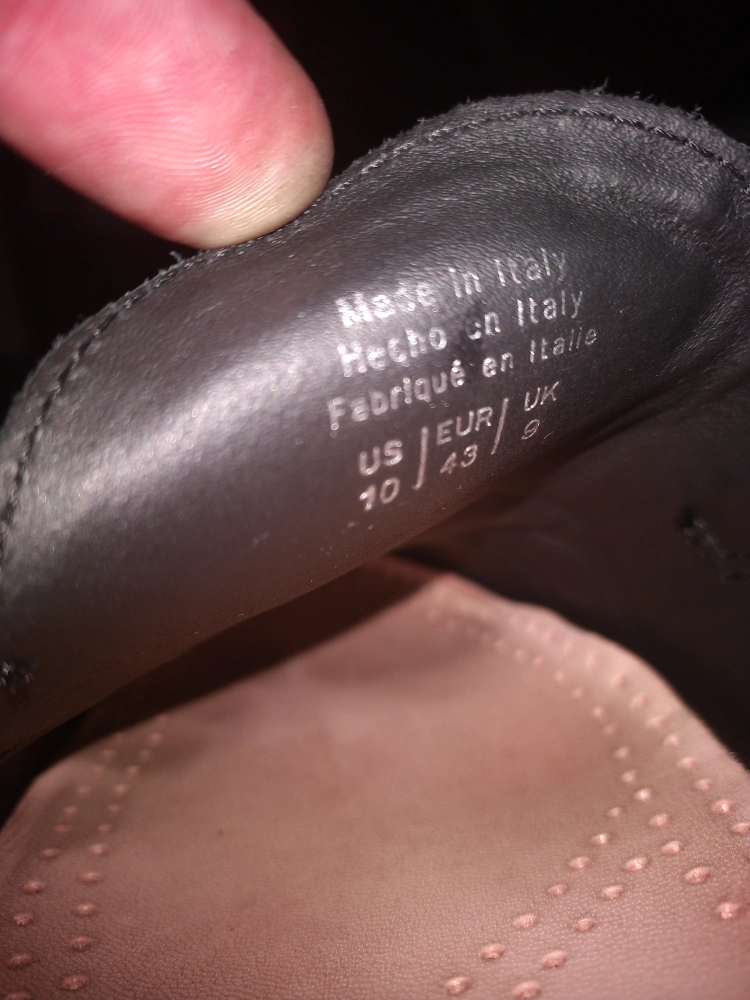 Made in Italy
Hecho en Italy
Fabriqué en Italie
US | EUR | UK
10 | 43 | 9